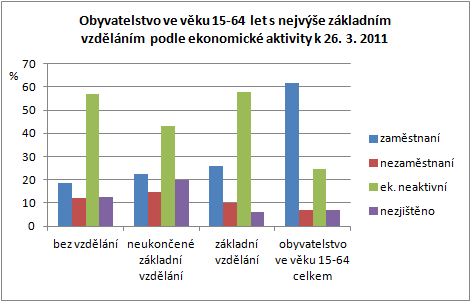 Obyvatelstvo ve věku 15-64 let s nejvýše základním
vzděláním podle ekonomické aktivity k 26. 3. 2011
%
70
60
50
40
30
20
10
0
bez vzdělání
neukončené
základní
vzdělání
základní
vzdělání
obyvatelstvo
ve věku 15-64
celkem
zaměstnaní
nezaměstnaní
ek. neaktivní
nezjištěno